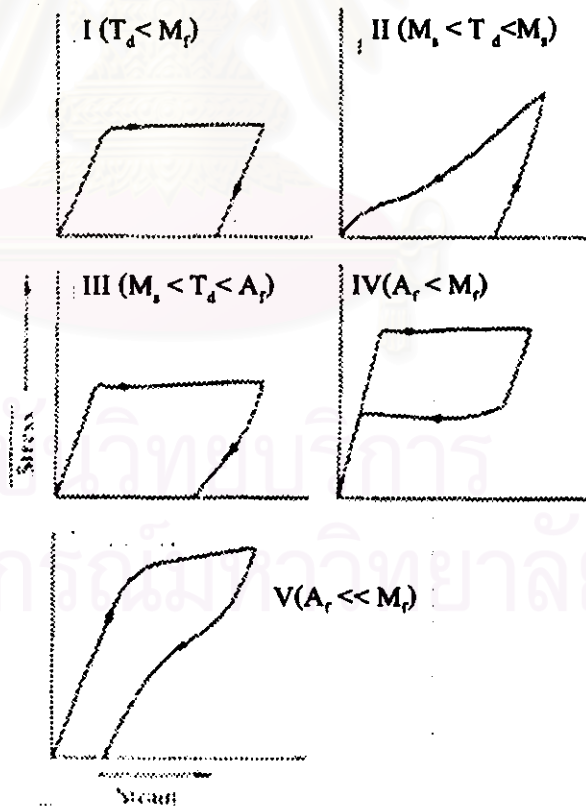 I (T_d < M_f)
II (M_s < T_d < M_s)
III (M_s < T_d < A_f)
IV(A_f < M_f)
Stress
V(A_f << M_f)
Strain